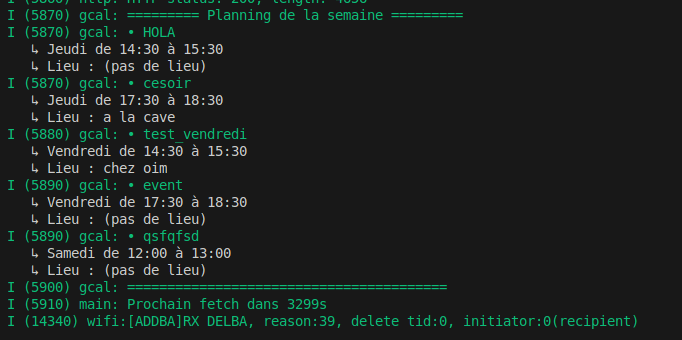 I (5860) http: HTTP Status: 200, length: 4036
I (5870) gcal: ========= Planning de la semaine =========
I (5870) gcal: • HOLA
↳ Jeudi de 14:30 à 15:30
↳ Lieu : (pas de lieu)
I (5870) gcal: • cesoir
↳ Jeudi de 17:30 à 18:30
↳ Lieu : a la cave
I (5880) gcal: • test_vendredi
↳ Vendredi de 14:30 à 15:30
↳ Lieu : chez oim
I (5890) gcal: • event
↳ Vendredi de 17:30 à 18:30
↳ Lieu : (pas de lieu)
I (5890) gcal: • qsfqfsd
↳ Samedi de 12:00 à 13:00
↳ Lieu : (pas de lieu)
I (5900) gcal: ========================================
I (5910) main: Prochain fetch dans 3299s
I (14340) wifi:[ADDBA]RX DELBA, reason:39, delete tid:0, initiator:0(recipient)